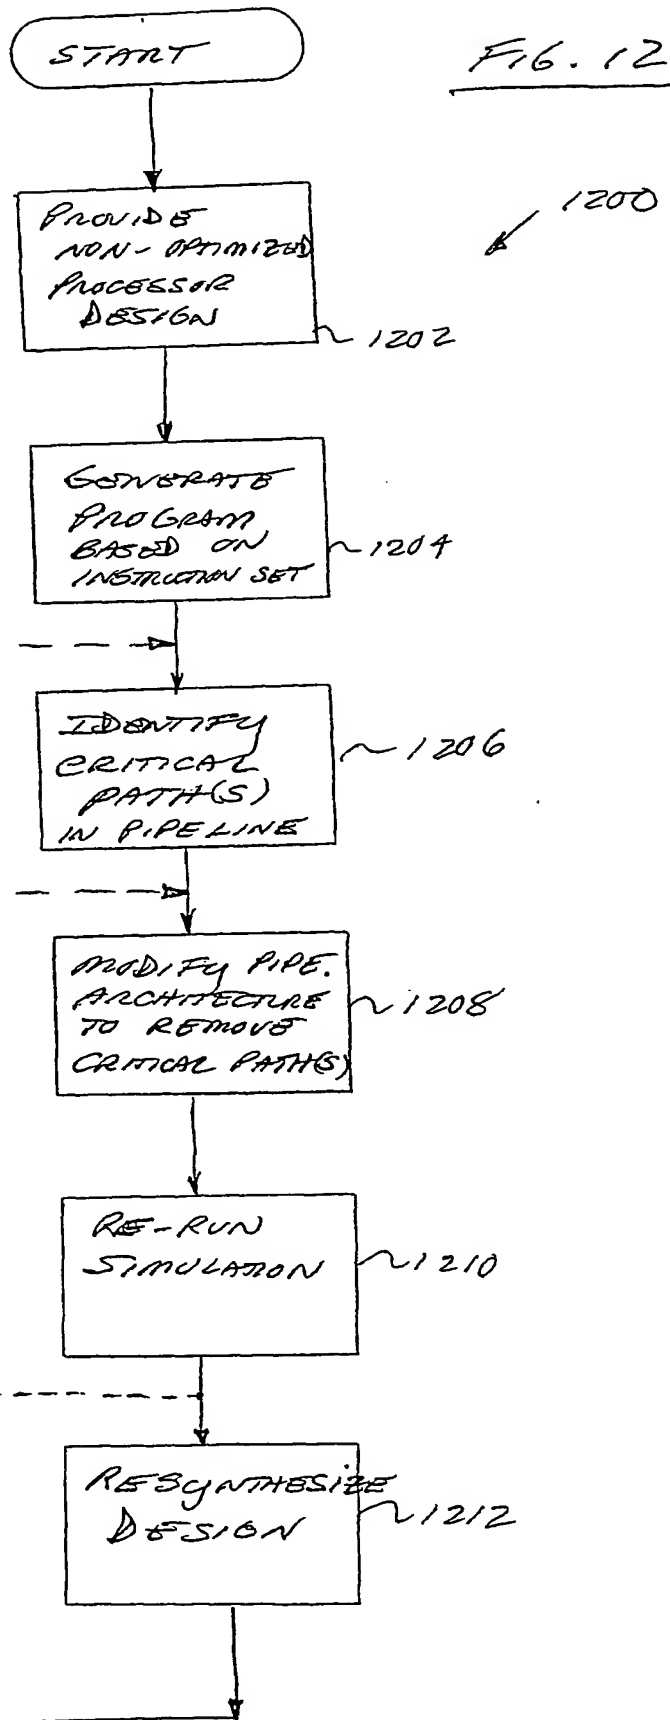 START
FIG. 12
1200
PROVIDE
NON-OPTIMIZED
PROCESSOR
DESIGN
1202
GENERATE
PROGRAM
BASED ON
INSTRUCTION SET
1204
IDENTIFY
CRITICAL
PATH(S)
IN PIPELINE
1206
MODIFY PIPE.
ARCHITECTURE
TO REMOVE
CRITICAL PATH(S)
1208
RE-RUN
SIMULATION
1210
RESYNTHESIZE
DESIGN
1212